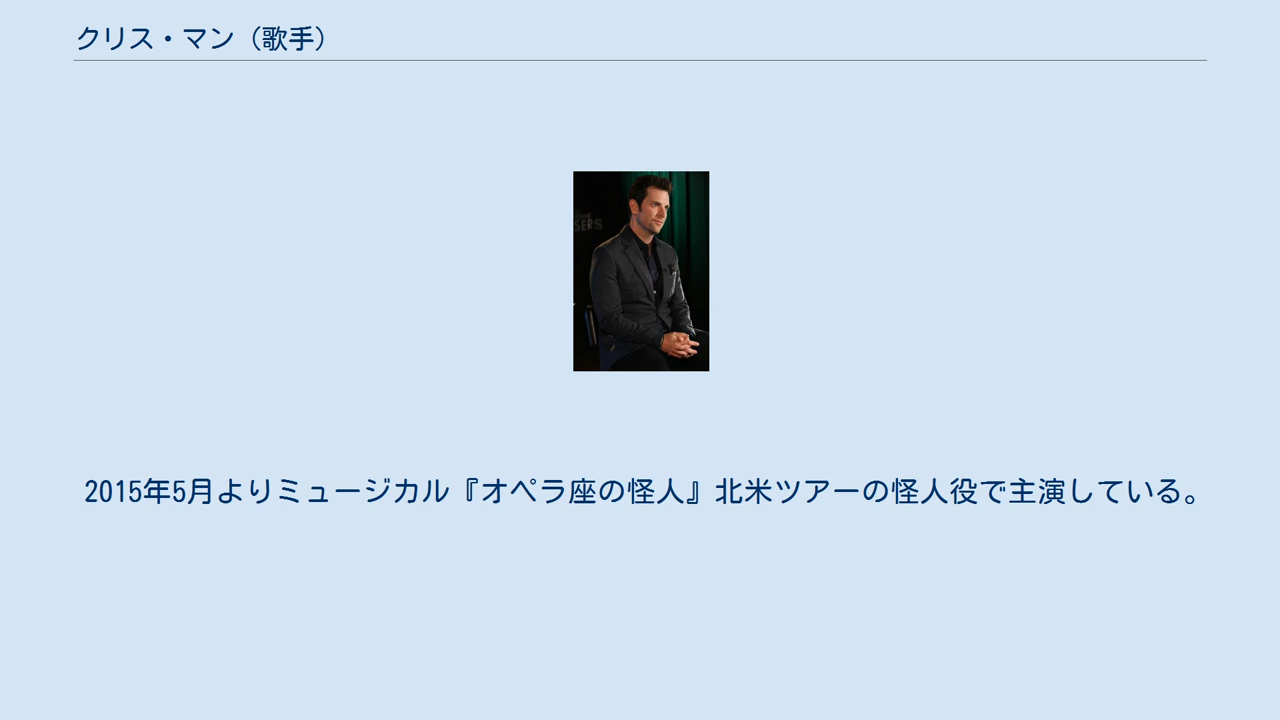 クリス・マン（歌手）
SERS
2015年5月よりミュージカル『オペラ座の怪人』北米ツアーの怪人役で主演している。